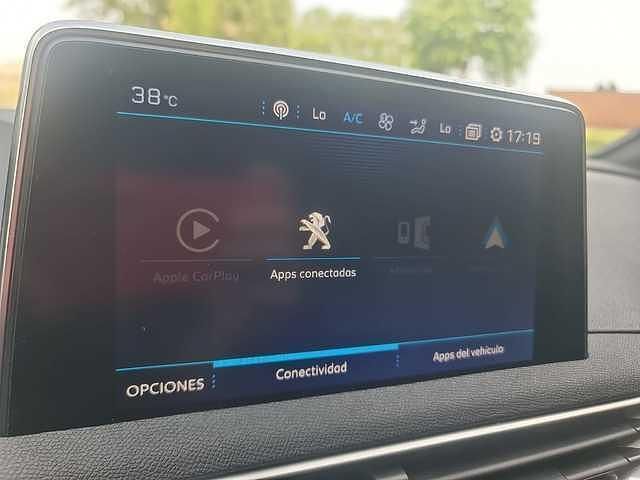 38°C Lo A/C Lo 17:19
Apple CarPlay
Apps conectadas
OPCIONES
Conectividad
Apps del vehículo